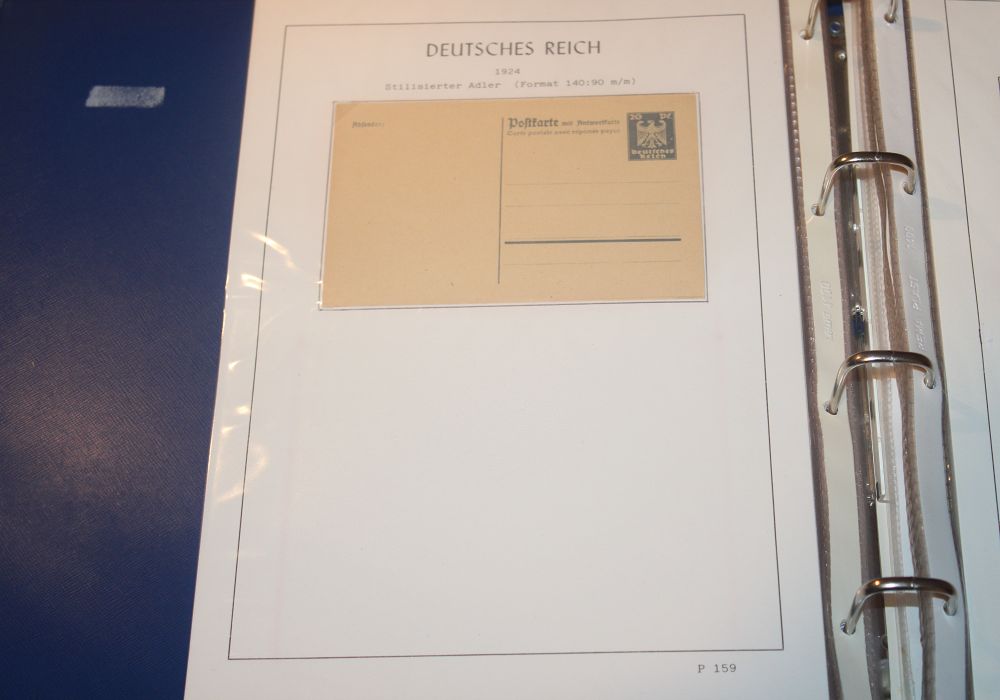 DEUTSCHES REICH
1924
Stilisierter Adler (Format 140:90 m/m)
Absender:
Postkarte mit Antwortkarte
Carte postale avec réponse payée
20 Pf.
Deutsches
Reich
P 159